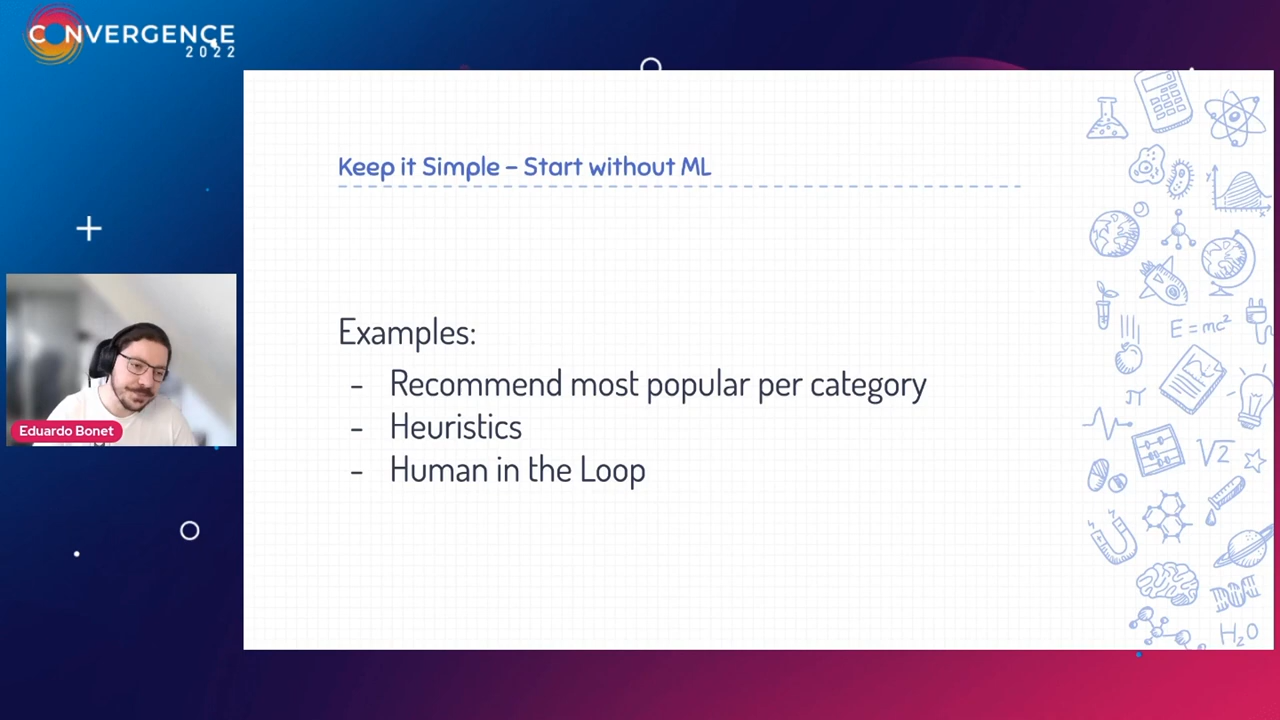 CONVERGENCE
2022
Keep it Simple – Start without ML
Examples:
- Recommend most popular per category
- Heuristics
- Human in the Loop
Eduardo Bonet
y
x
E=mc²
π
√2
H₂O